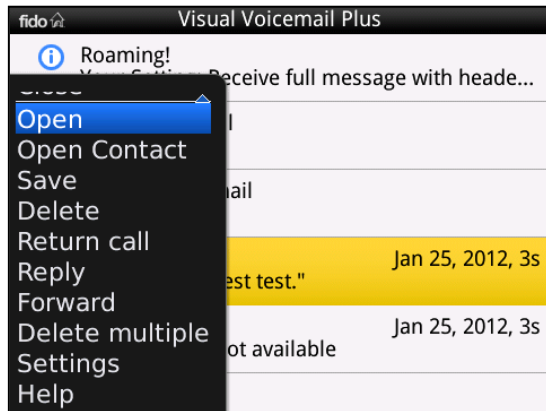 fido
Visual Voicemail Plus
Roaming!
Receive full message with heade...
Open
Open Contact
Save
Delete
Return call
Reply
Forward
Delete multiple
Settings
Help
l
ail
Jan 25, 2012, 3s
est test."
Jan 25, 2012, 3s
ot available